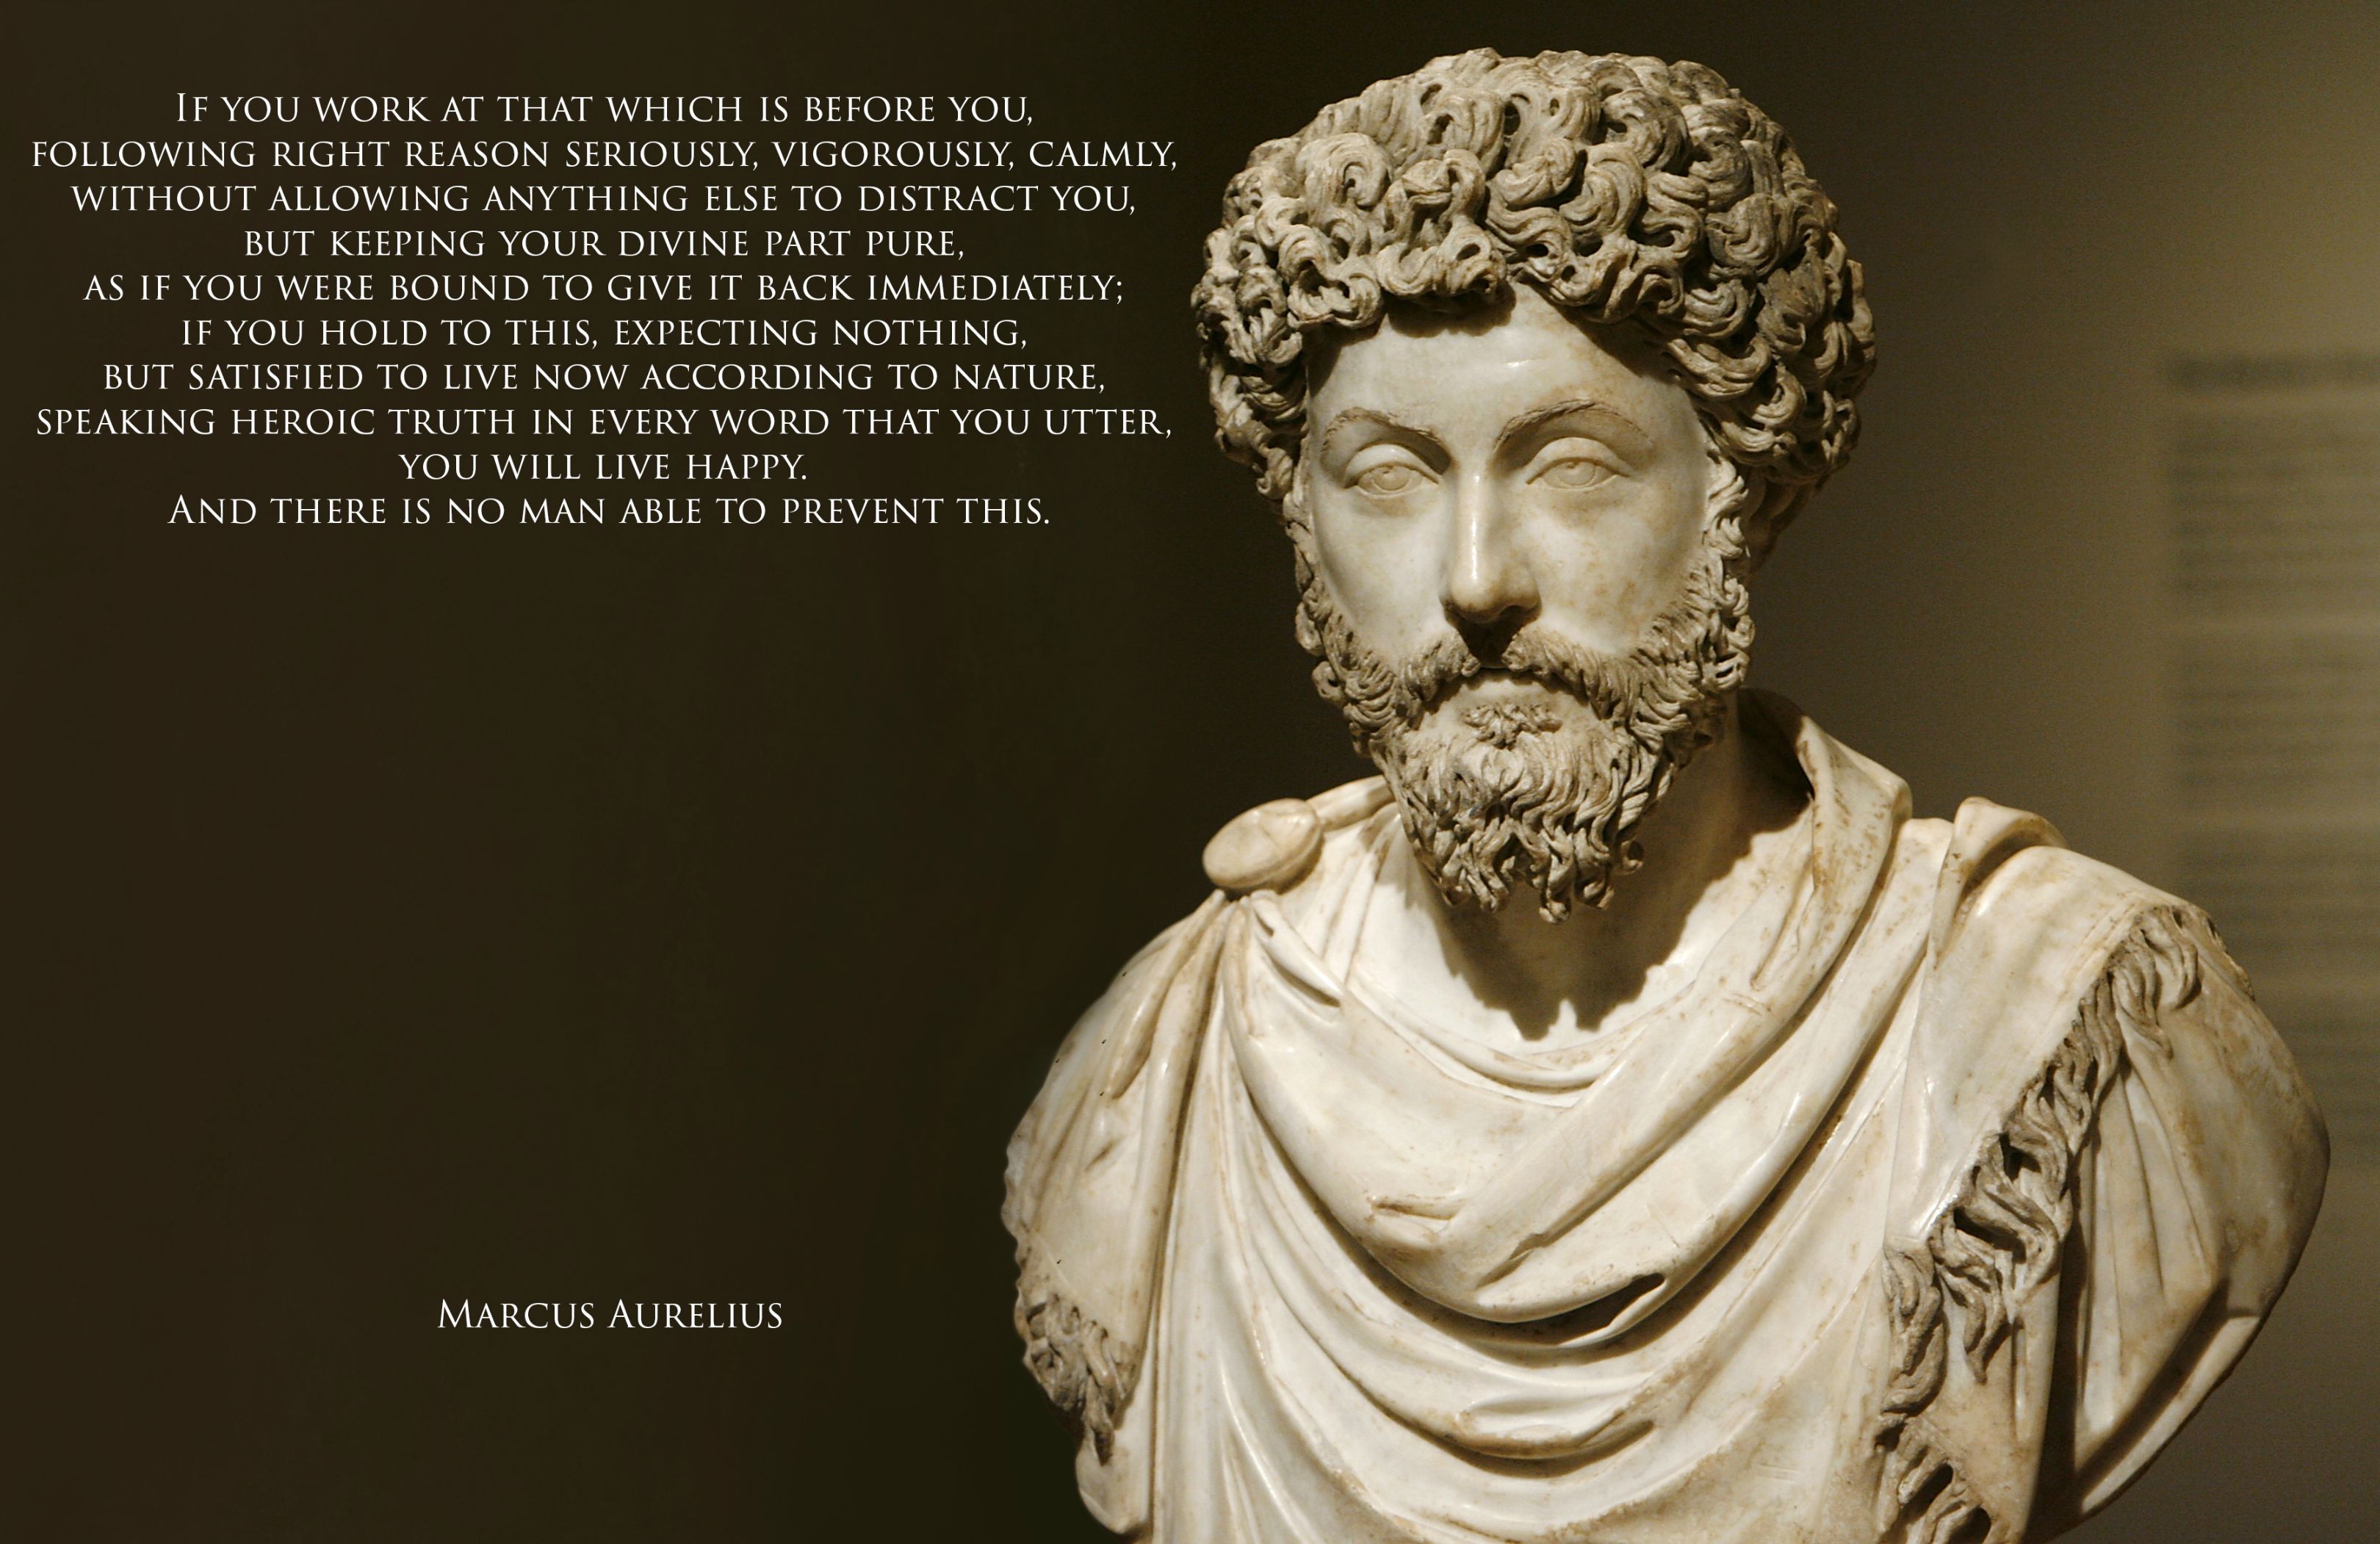 If you work at that which is before you,
following right reason seriously, vigorously, calmly,
without allowing anything else to distract you,
but keeping your divine part pure,
as if you were bound to give it back immediately;
if you hold to this, expecting nothing,
but satisfied to live now according to nature,
speaking heroic truth in every word that you utter,
you will live happy.
And there is no man able to prevent this.
Marcus Aurelius